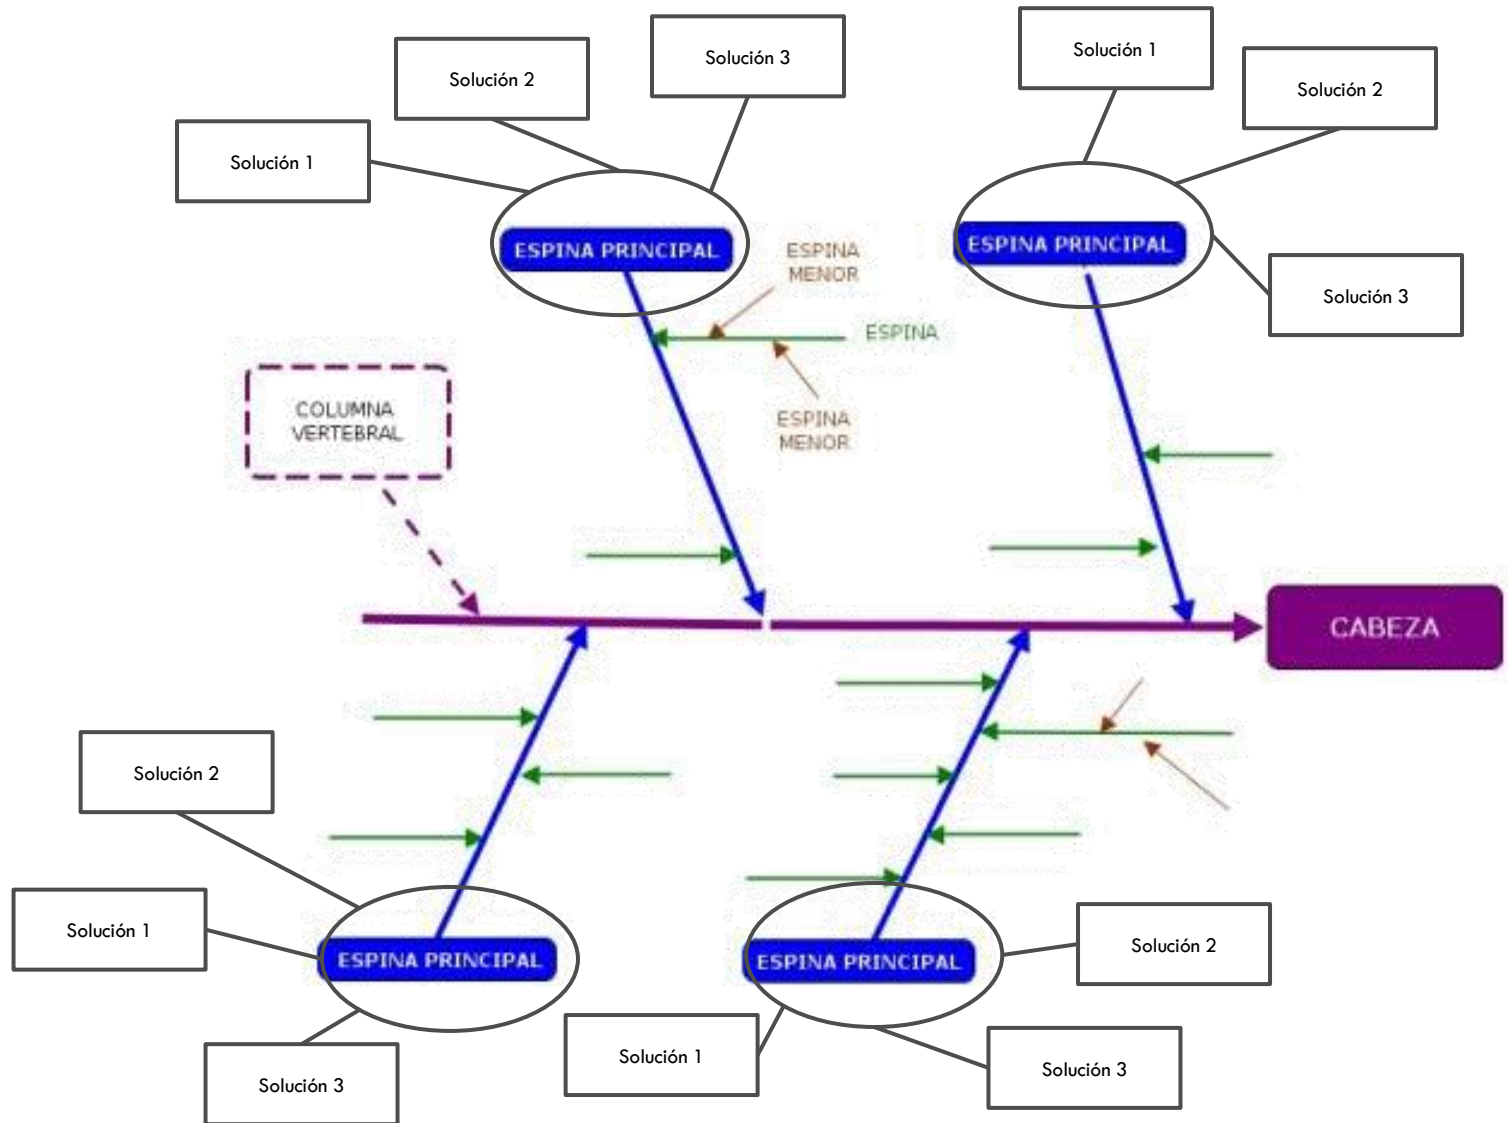 Solución 1
Solución 3
Solución 2
Solución 2
Solución 1
ESPINA PRINCIPAL
ESPINA PRINCIPAL
ESPINA
MENOR
Solución 3
ESPINA
COLUMNA
VERTEBRAL
ESPINA
MENOR
CABEZA
Solución 2
Solución 1
Solución 2
ESPINA PRINCIPAL
ESPINA PRINCIPAL
Solución 1
Solución 3
Solución 3